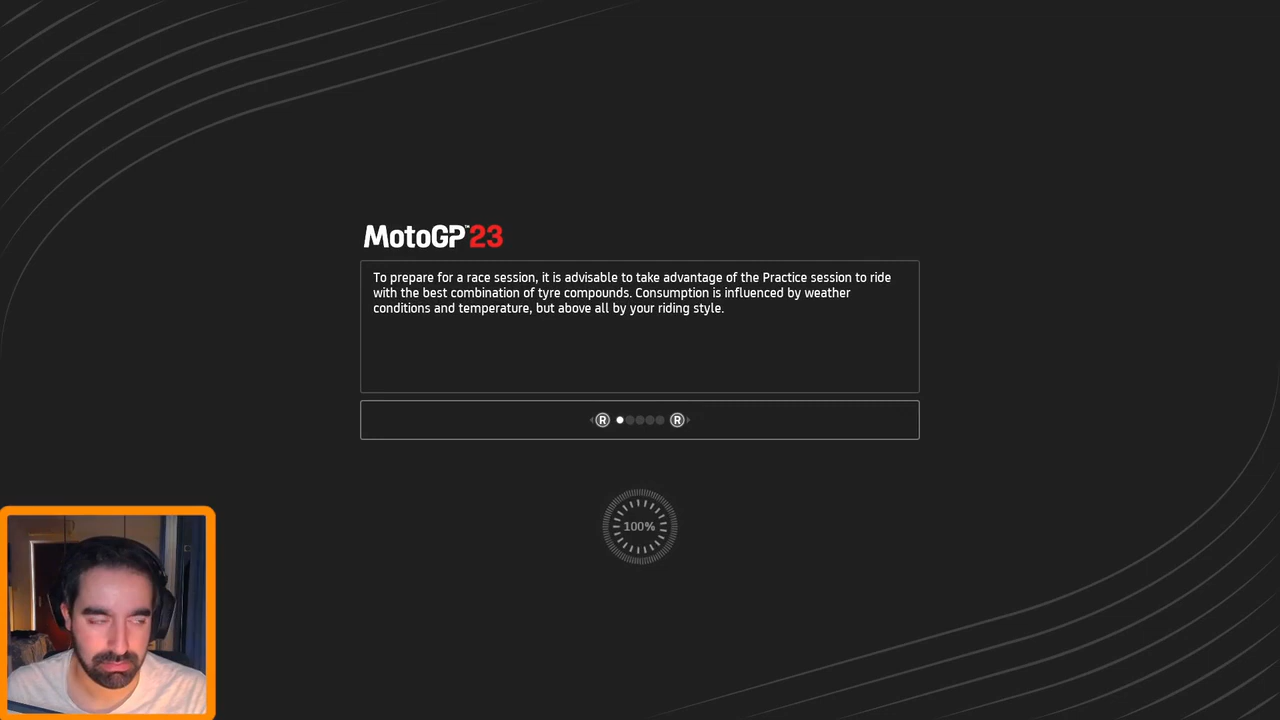 MotoGP™23
To prepare for a race session, it is advisable to take advantage of the Practice session to ride
with the best combination of tyre compounds. Consumption is influenced by weather
conditions and temperature, but above all by your riding style.
R R
100%